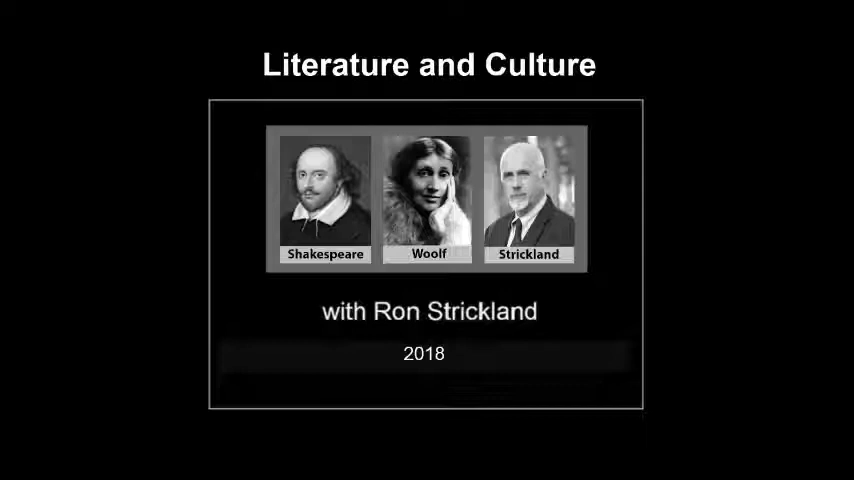 Literature and Culture
Shakespeare Woolf Strickland
with Ron Strickland
2018